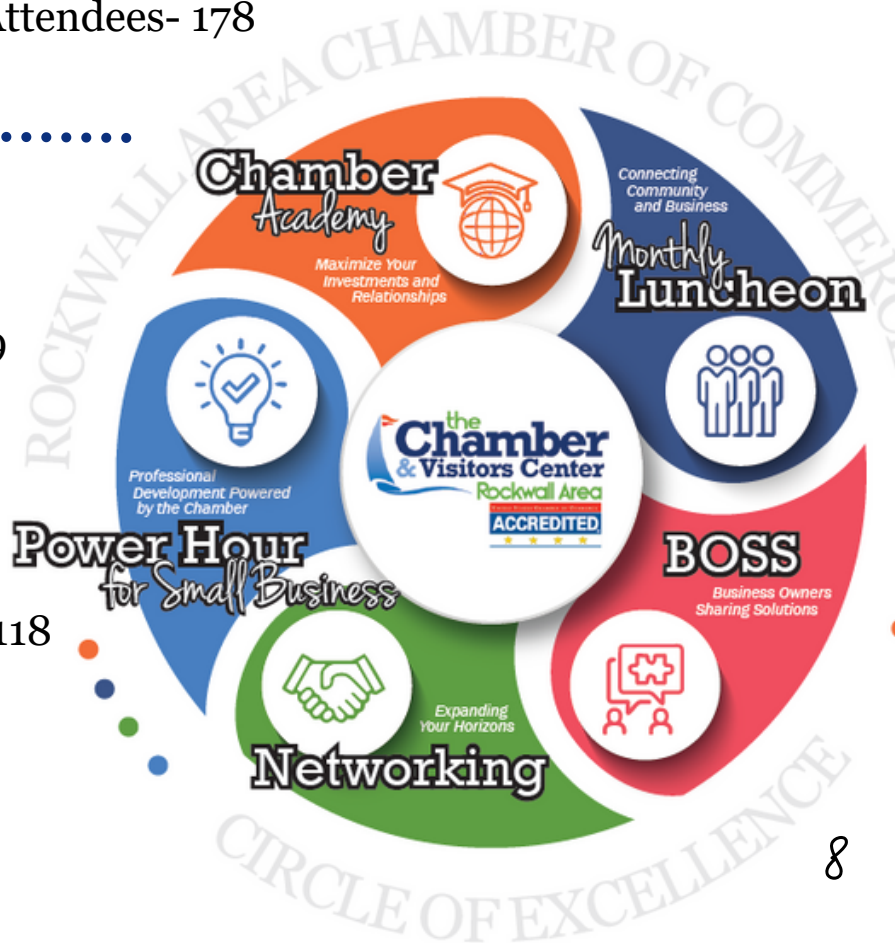 Attendees- 178
ROCKWALL AREA CHAMBER OF COMMERCE
Chamber
Academy
Maximize Your
Investments and
Relationships
Connecting
Community
and Business
Monthly
Luncheon
9
the
Chamber
& Visitors Center
Rockwall Area
ACCREDITED
Professional
Development Powered
by the Chamber
Power Hour
for Small Business
BOSS
Business Owners
Sharing Solutions
118
Expanding
Your Horizons
Networking
CIRCLE OF EXCELLENCE
8